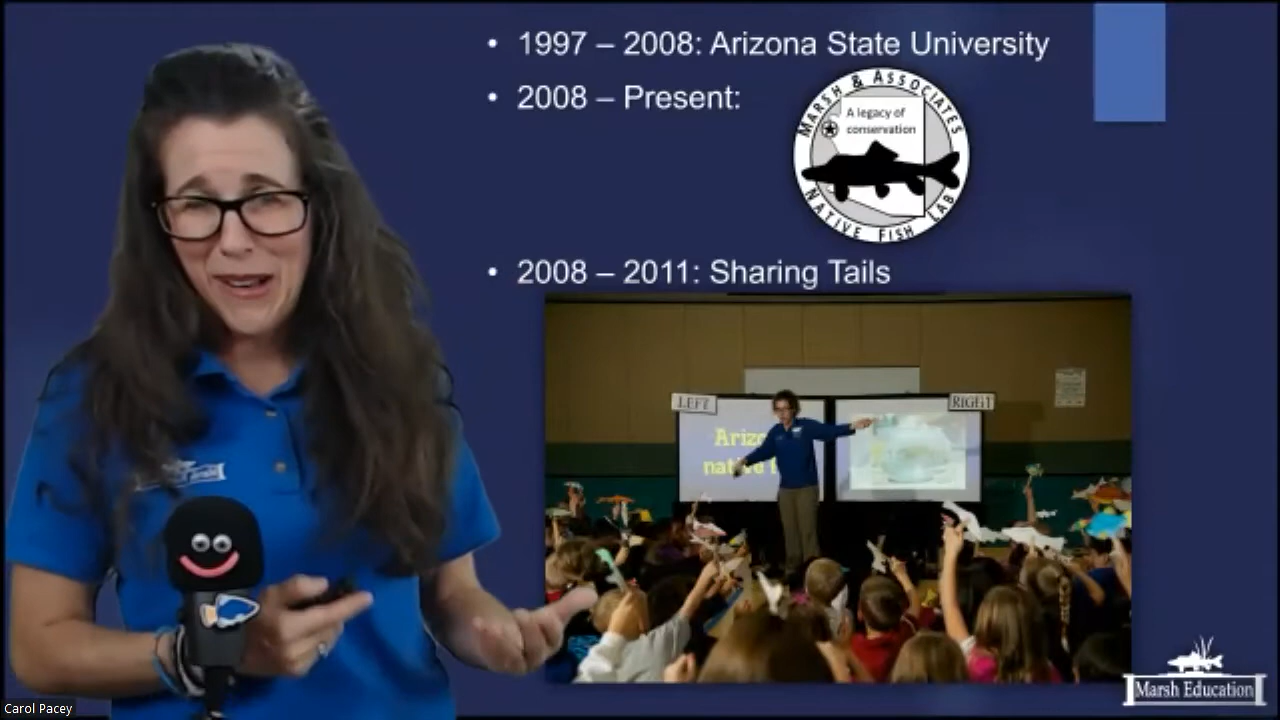 • 1997 – 2008: Arizona State University
• 2008 – Present:
MARSH & ASSOCIATES
A legacy of
conservation
NATIVE FISH LAB
• 2008 – 2011: Sharing Tails
LEFT
RIGHT
Marsh Education
Carol Pacey